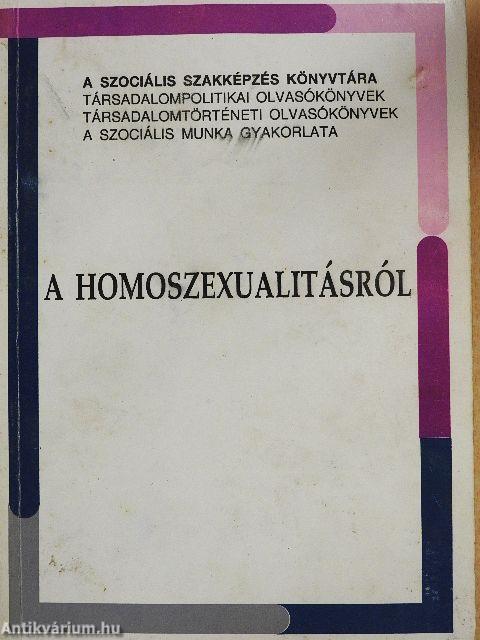 A SZOCIÁLIS SZAKKÉPZÉS KÖNYVTÁRA
TÁRSADALOMPOLITIKAI OLVASÓKÖNYVEK
TÁRSADALOMTÖRTÉNETI OLVASÓKÖNYVEK
A SZOCIÁLIS MUNKA GYAKORLATA
A HOMOSZEXUALITÁSRÓL
Antikvárium.hu